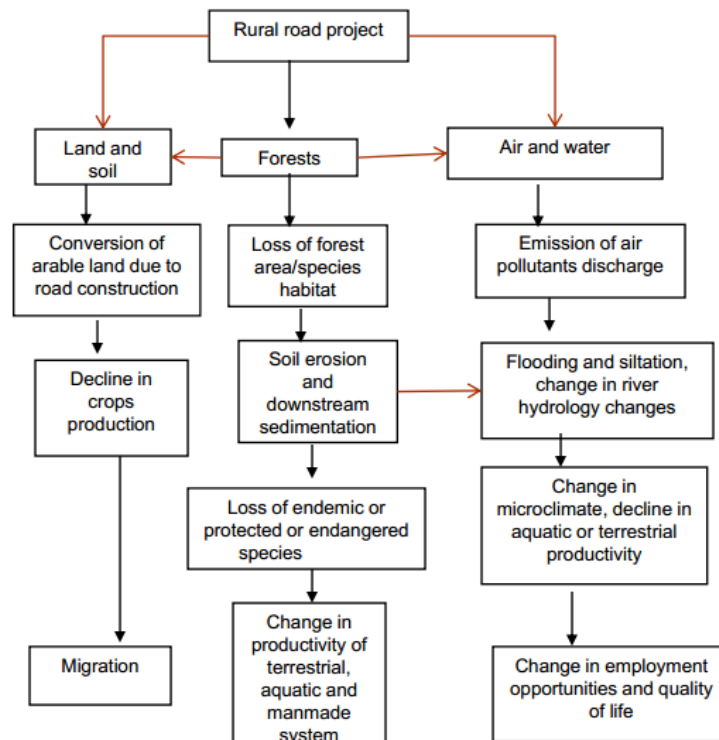 Rural road project
Land and
soil
Forests
Air and water
Conversion of
arable land due to
road construction
Loss of forest
area/species
habitat
Emission of air
pollutants discharge
Decline in
crops
production
Soil erosion
and
downstream
sedimentation
Flooding and siltation,
change in river
hydrology changes
Loss of endemic or
protected or endangered
species
Change in
microclimate, decline in
aquatic or terrestrial
productivity
Migration
Change in
productivity of
terrestrial,
aquatic and
manmade
system
Change in employment
opportunities and quality
of life